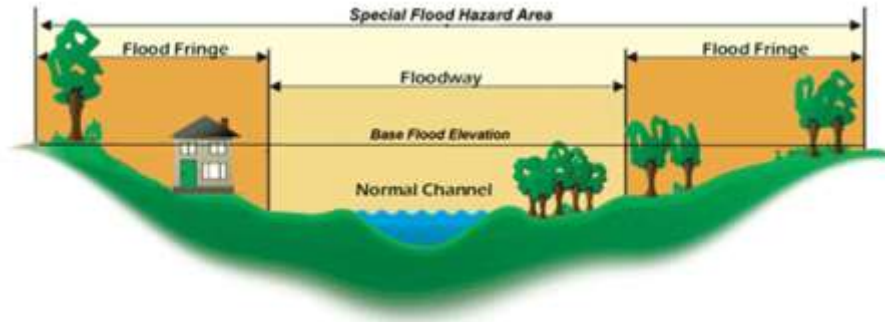 Special Flood Hazard Area
Flood Fringe
Flood Fringe
Floodway
Base Flood Elevation
Normal Channel